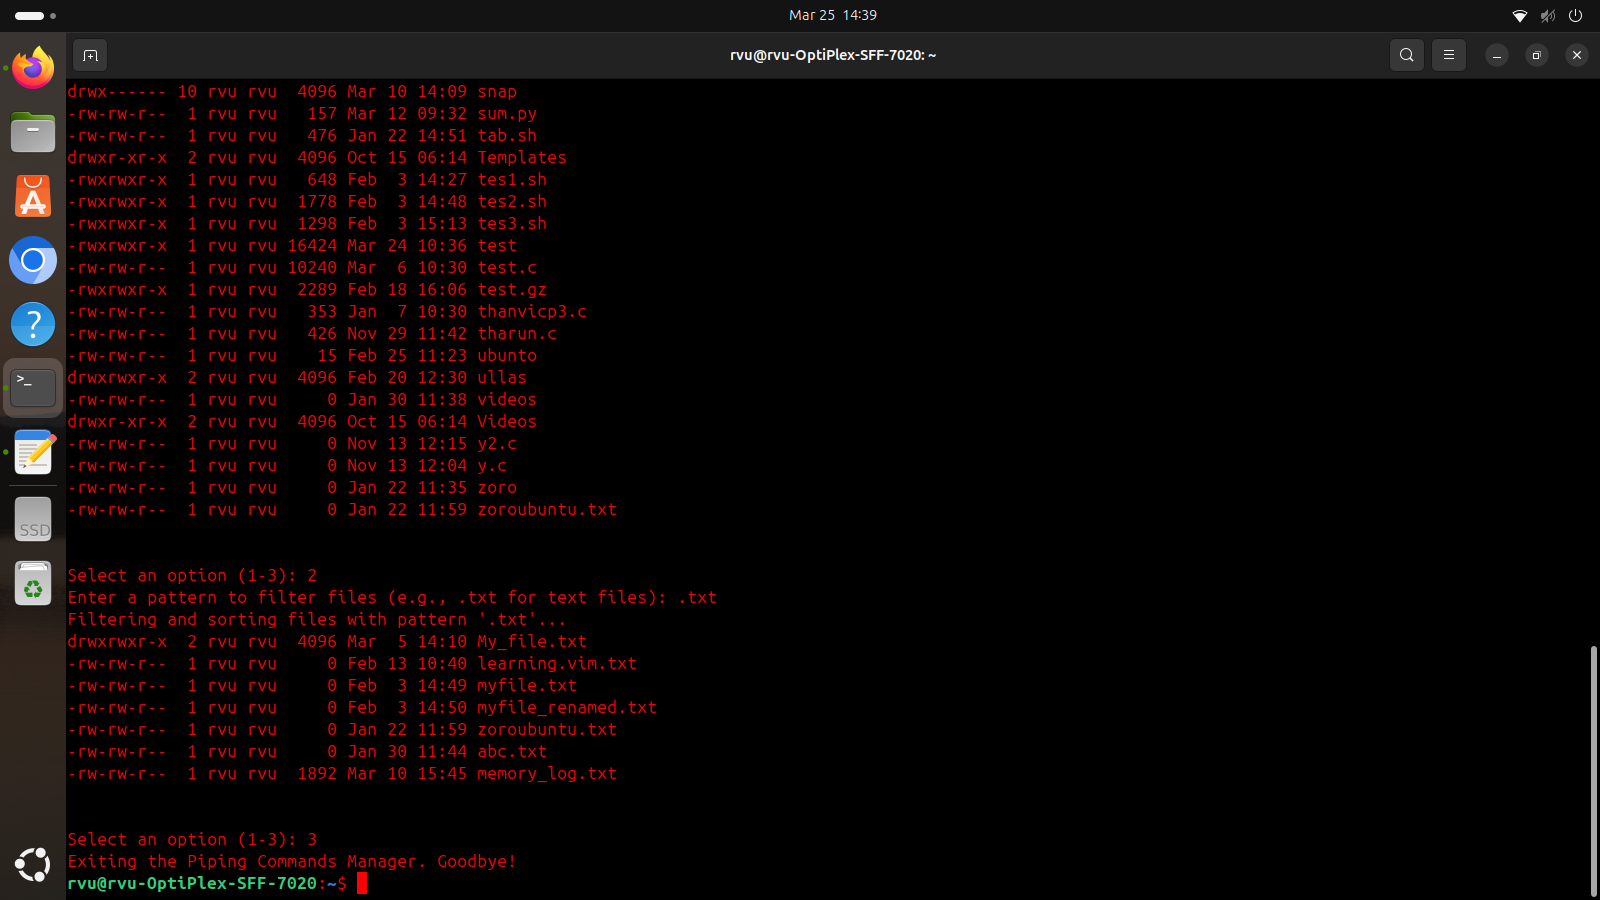 Mar 25 14:39
rvu@rvu-OptiPlex-SFF-7020: ~
drwx------ 10 rvu rvu  4096 Mar 10 14:09 snap
-rw-rw-r--  1 rvu rvu   157 Mar 12 09:32 sum.py
-rw-rw-r--  1 rvu rvu   476 Jan 22 14:51 tab.sh
drwxr-xr-x  2 rvu rvu  4096 Oct 15 06:14 Templates
-rwxrwxr-x  1 rvu rvu   648 Feb  3 14:27 tes1.sh
-rwxrwxr-x  1 rvu rvu  1778 Feb  3 14:48 tes2.sh
-rwxrwxr-x  1 rvu rvu  1298 Feb  3 15:13 tes3.sh
-rwxrwxr-x  1 rvu rvu 16424 Mar 24 10:36 test
-rw-rw-r--  1 rvu rvu 10240 Mar  6 10:30 test.c
-rwxrwxr-x  1 rvu rvu  2289 Feb 18 16:06 test.gz
-rw-rw-r--  1 rvu rvu   353 Jan  7 10:30 thanvicp3.c
-rw-rw-r--  1 rvu rvu   426 Nov 29 11:42 tharun.c
-rw-rw-r--  1 rvu rvu    15 Feb 25 11:23 ubunto
drwxrwxr-x  2 rvu rvu  4096 Feb 20 12:30 ullas
-rw-rw-r--  1 rvu rvu     0 Jan 30 11:38 videos
drwxr-xr-x  2 rvu rvu  4096 Oct 15 06:14 Videos
-rw-rw-r--  1 rvu rvu     0 Nov 13 12:15 y2.c
-rw-rw-r--  1 rvu rvu     0 Nov 13 12:04 y.c
-rw-rw-r--  1 rvu rvu     0 Jan 22 11:35 zoro
-rw-rw-r--  1 rvu rvu     0 Jan 22 11:59 zoroubuntu.txt
Select an option (1-3): 2
Enter a pattern to filter files (e.g., .txt for text files): .txt
Filtering and sorting files with pattern '.txt'...
drwxrwxr-x  2 rvu rvu  4096 Mar  5 14:10 My_file.txt
-rw-rw-r--  1 rvu rvu     0 Feb 13 10:40 learning.vim.txt
-rw-rw-r--  1 rvu rvu     0 Feb  3 14:49 myfile.txt
-rw-rw-r--  1 rvu rvu     0 Feb  3 14:50 myfile_renamed.txt
-rw-rw-r--  1 rvu rvu     0 Jan 22 11:59 zoroubuntu.txt
-rw-rw-r--  1 rvu rvu     0 Jan 30 11:44 abc.txt
-rw-rw-r--  1 rvu rvu  1892 Mar 10 15:45 memory_log.txt
Select an option (1-3): 3
Exiting the Piping Commands Manager. Goodbye!
rvu@rvu-OptiPlex-SFF-7020:~$
SSD